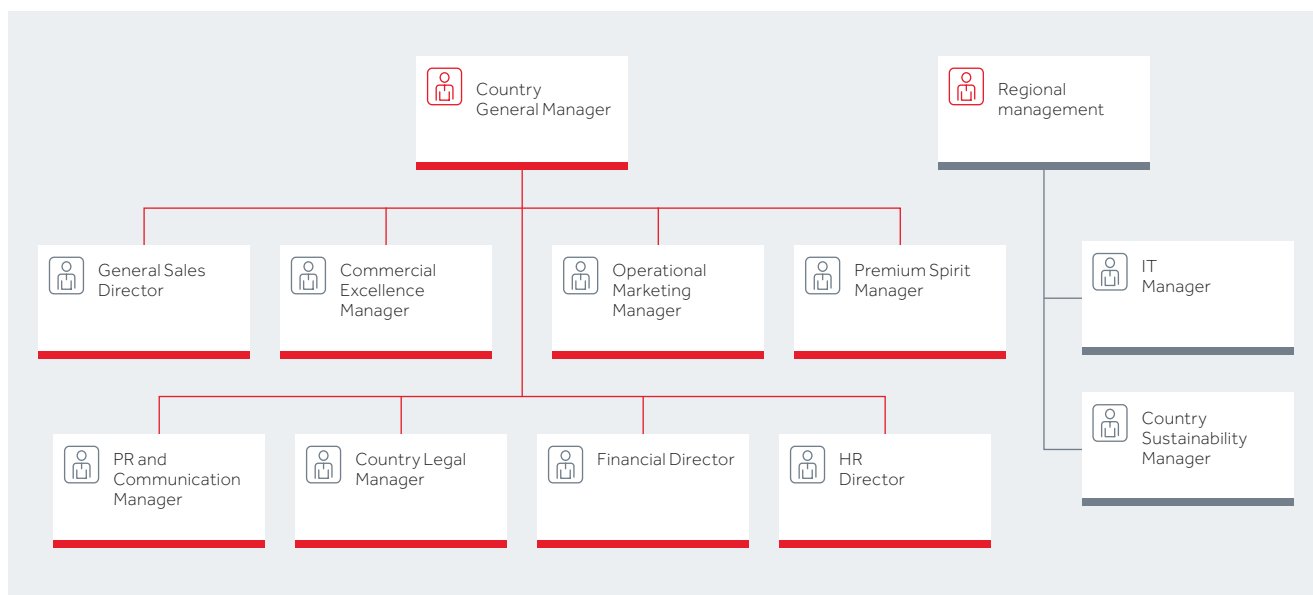 Country
General Manager
Regional
management
General Sales
Director
Commercial
Excellence
Manager
Operational
Marketing
Manager
Premium Spirit
Manager
IT
Manager
PR and
Communication
Manager
Country Legal
Manager
Financial Director
HR
Director
Country
Sustainability
Manager